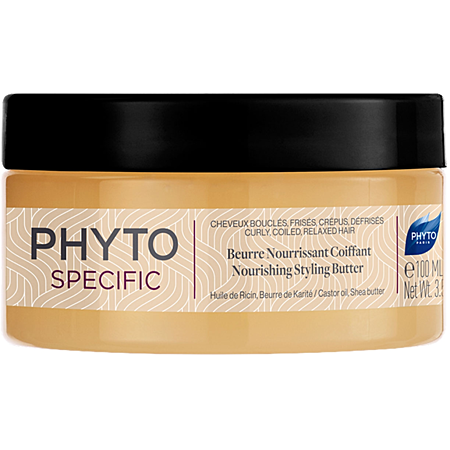 PHYTO
SPECIFIC
CHEVEUX BOUCLÉS, FRISÉS, CRÉPUS, DÉFRISÉS
CURLY, COILED, RELAXED HAIR
Beurre Nourrissant Coiffant
Nourishing Styling Butter
Huile de Ricin, Beurre de Karité / Castor oil, Shea butter
PHYTO
PARIS
℮100 ML
Net Wt. 3.